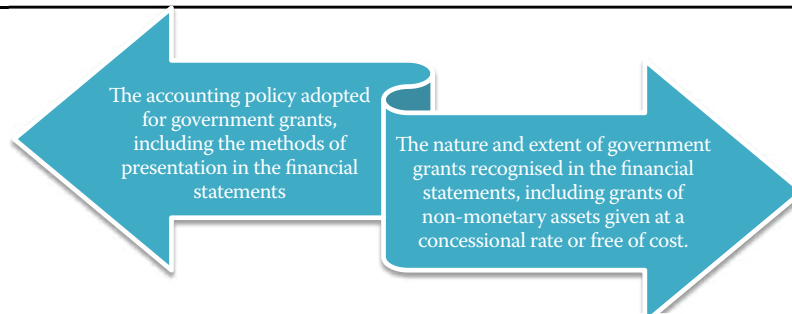 The accounting policy adopted
for government grants,
including the methods of
presentation in the financial
statements
The nature and extent of government
grants recognised in the financial
statements, including grants of
non-monetary assets given at a
concessional rate or free of cost.